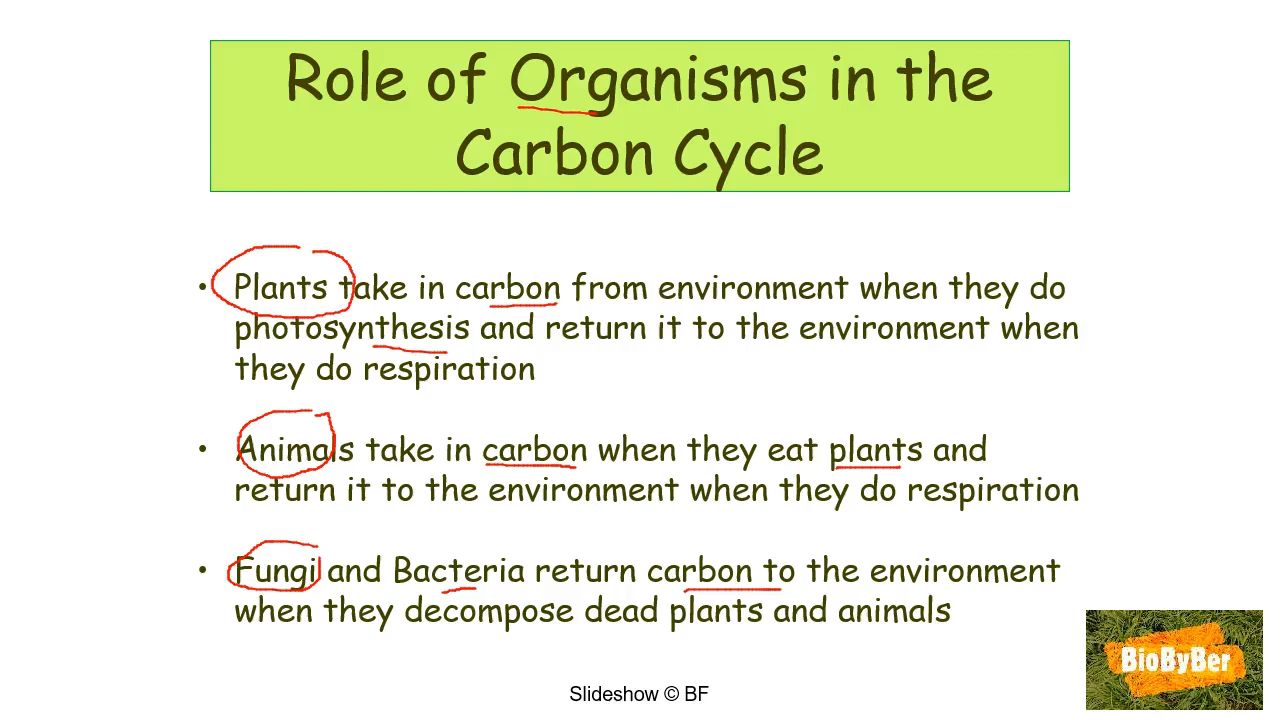 Role of Organisms in the
Carbon Cycle
• Plants take in carbon from environment when they do
photosynthesis and return it to the environment when
they do respiration
• Animals take in carbon when they eat plants and
return it to the environment when they do respiration
• Fungi and Bacteria return carbon to the environment
when they decompose dead plants and animals
BioByBer
Slideshow © BF